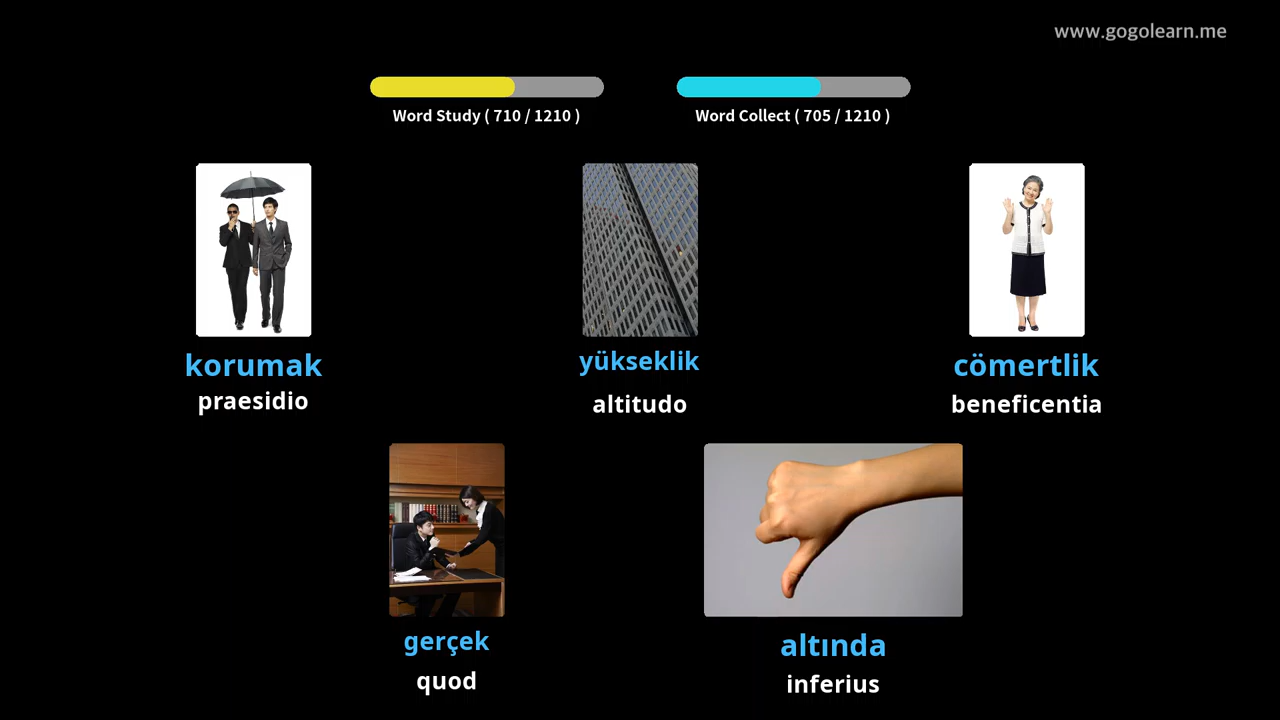 www.gogolearn.me
Word Study ( 710 / 1210 )
Word Collect ( 705 / 1210 )
korumak
praesidio
yükseklik
altitudo
cömertlik
beneficentia
gerçek
quod
altında
inferius